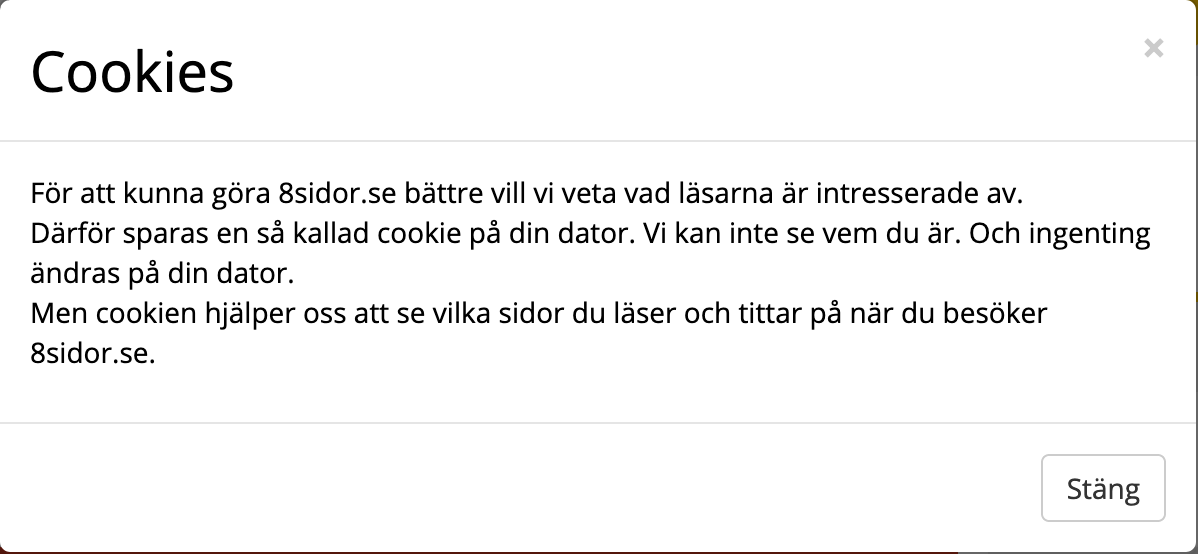 Cookies
×
För att kunna göra 8sidor.se bättre vill vi veta vad läsarna är intresserade av.
Därför sparas en så kallad cookie på din dator. Vi kan inte se vem du är. Och ingenting
ändras på din dator.
Men cookien hjälper oss att se vilka sidor du läser och tittar på när du besöker
8sidor.se.
Stäng